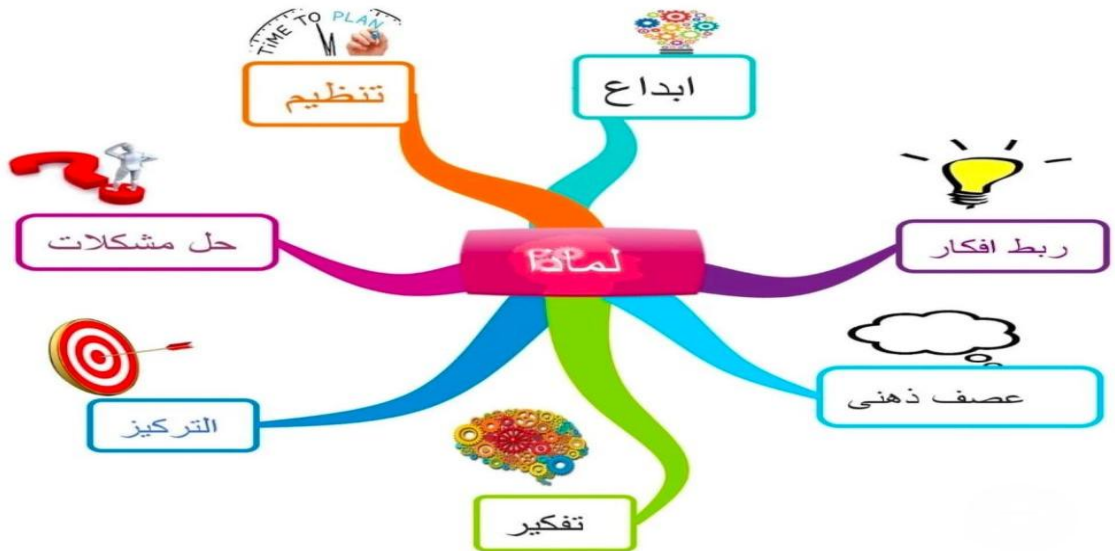 TIME TO PLAN
تنظيم
ابداع
حل مشكلات
ربط افكار
لماذا
التركيز
عصف ذهنى
تفكير